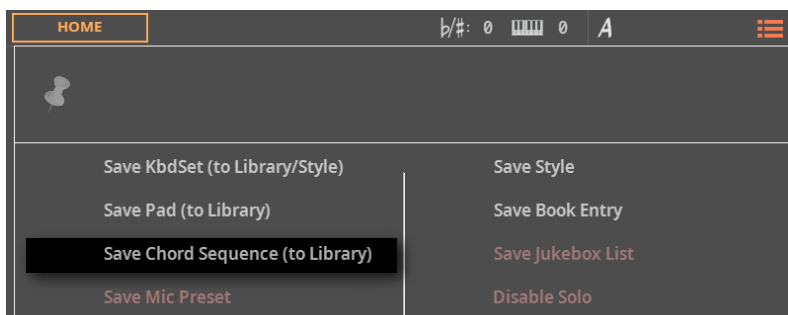 HOME
b/#: 0 0 A
Save KbdSet (to Library/Style)
Save Pad (to Library)
Save Chord Sequence (to Library)
Save Mic Preset
Save Style
Save Book Entry
Save Jukebox List
Disable Solo